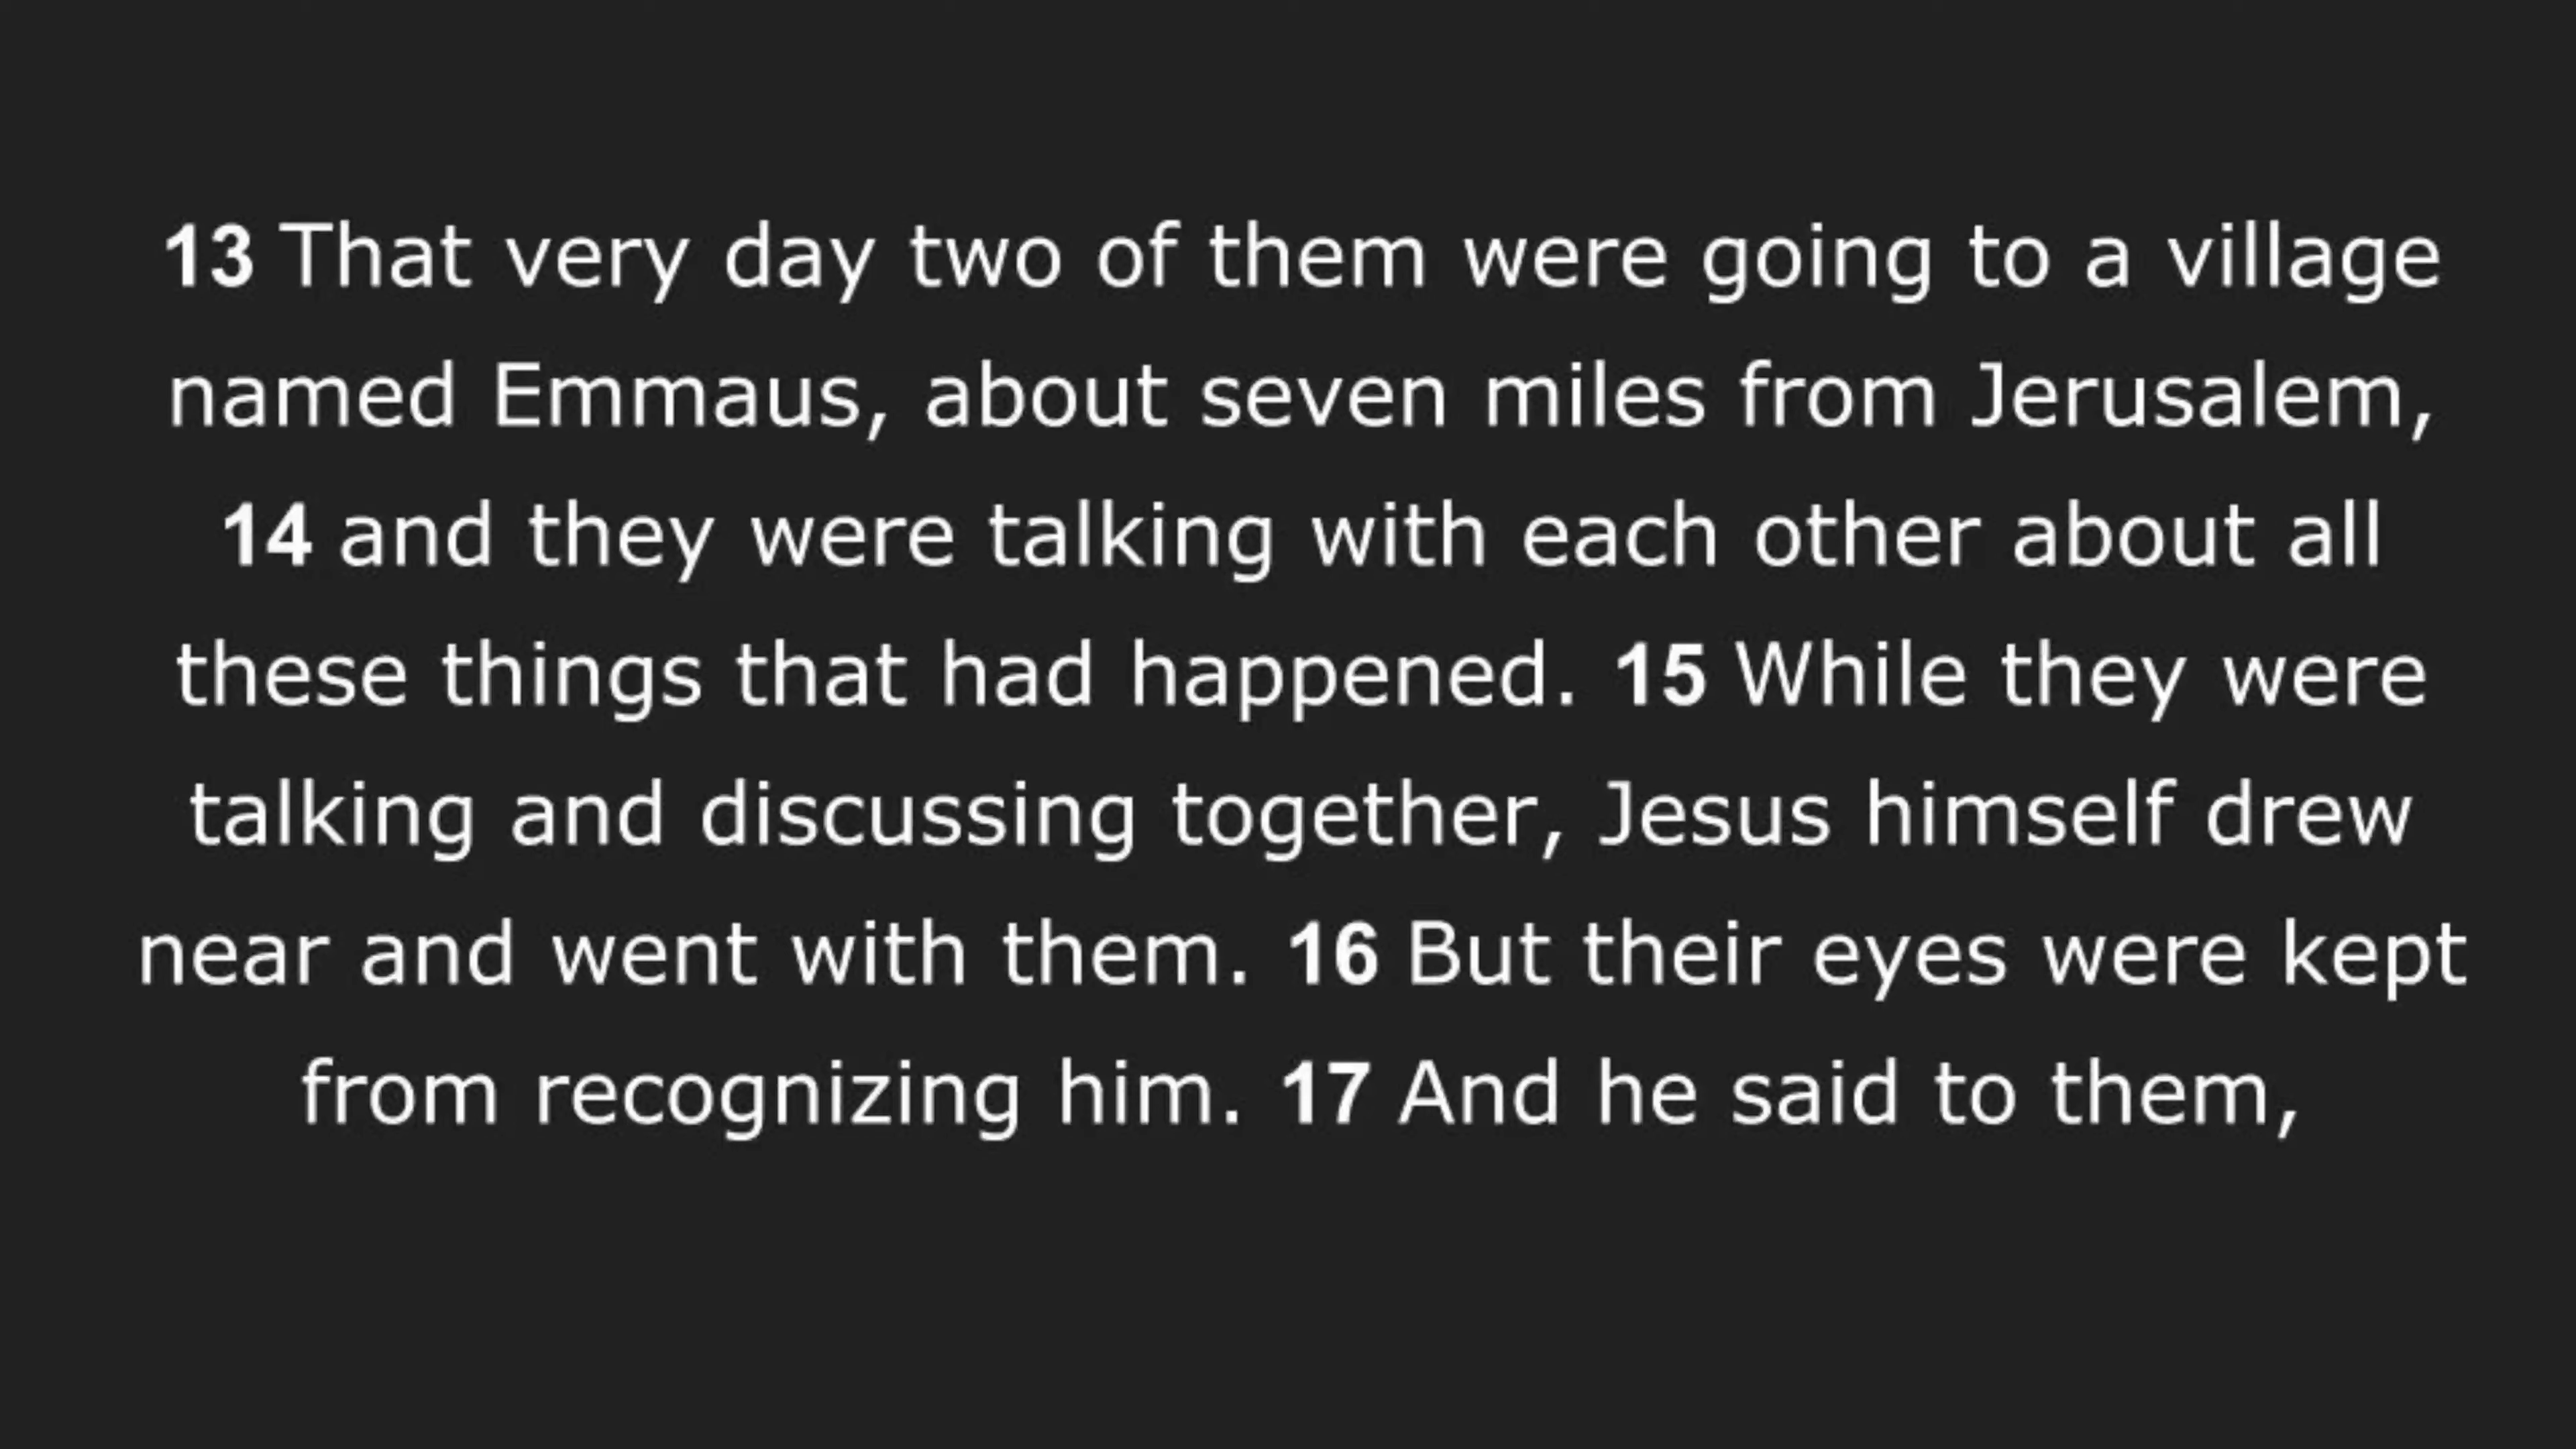 13 That very day two of them were going to a village
named Emmaus, about seven miles from Jerusalem,
14 and they were talking with each other about all
these things that had happened. 15 While they were
talking and discussing together, Jesus himself drew
near and went with them. 16 But their eyes were kept
from recognizing him. 17 And he said to them,